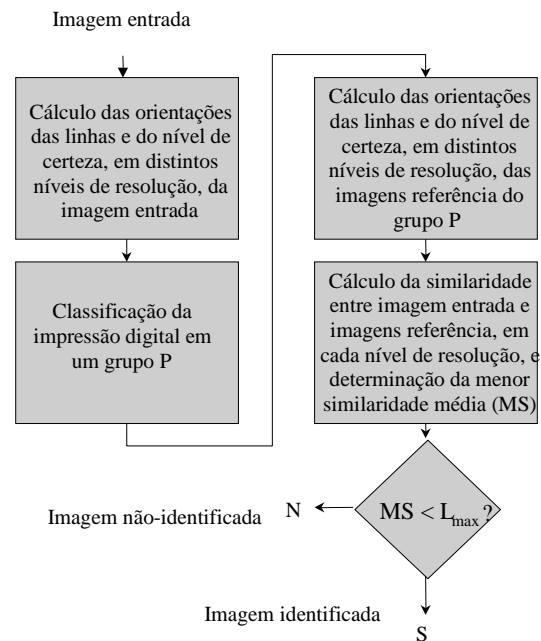 Imagem entrada
Cálculo das orientações
das linhas e do nível de
certeza, em distintos
níveis de resolução, da
imagem entrada
Classificação da
impressão digital em
um grupo P
Cálculo das orientações
das linhas e do nível de
certeza, em distintos
níveis de resolução, das
imagens referência do
grupo P
Cálculo da similaridade
entre imagem entrada e
imagens referência, em
cada nível de resolução, e
determinação da menor
similaridade média (MS)
MS < Lmax?
Imagem não-identificada N
Imagem identificada
S